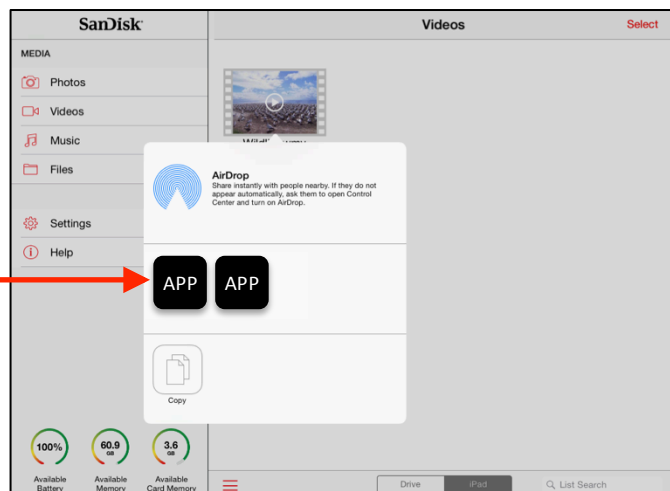 SanDisk
Videos
Select
MEDIA
Photos
Videos
Music
Files
Settings
Help
AirDrop
Share instantly with people nearby. If they do not
appear automatically, ask them to open Control
Center and turn on AirDrop.
APP APP
Copy
100%
60.9
GB
3.6
GB
Available
Battery
Available
Memory
Available
Card Memory
Drive
iPad
List Search